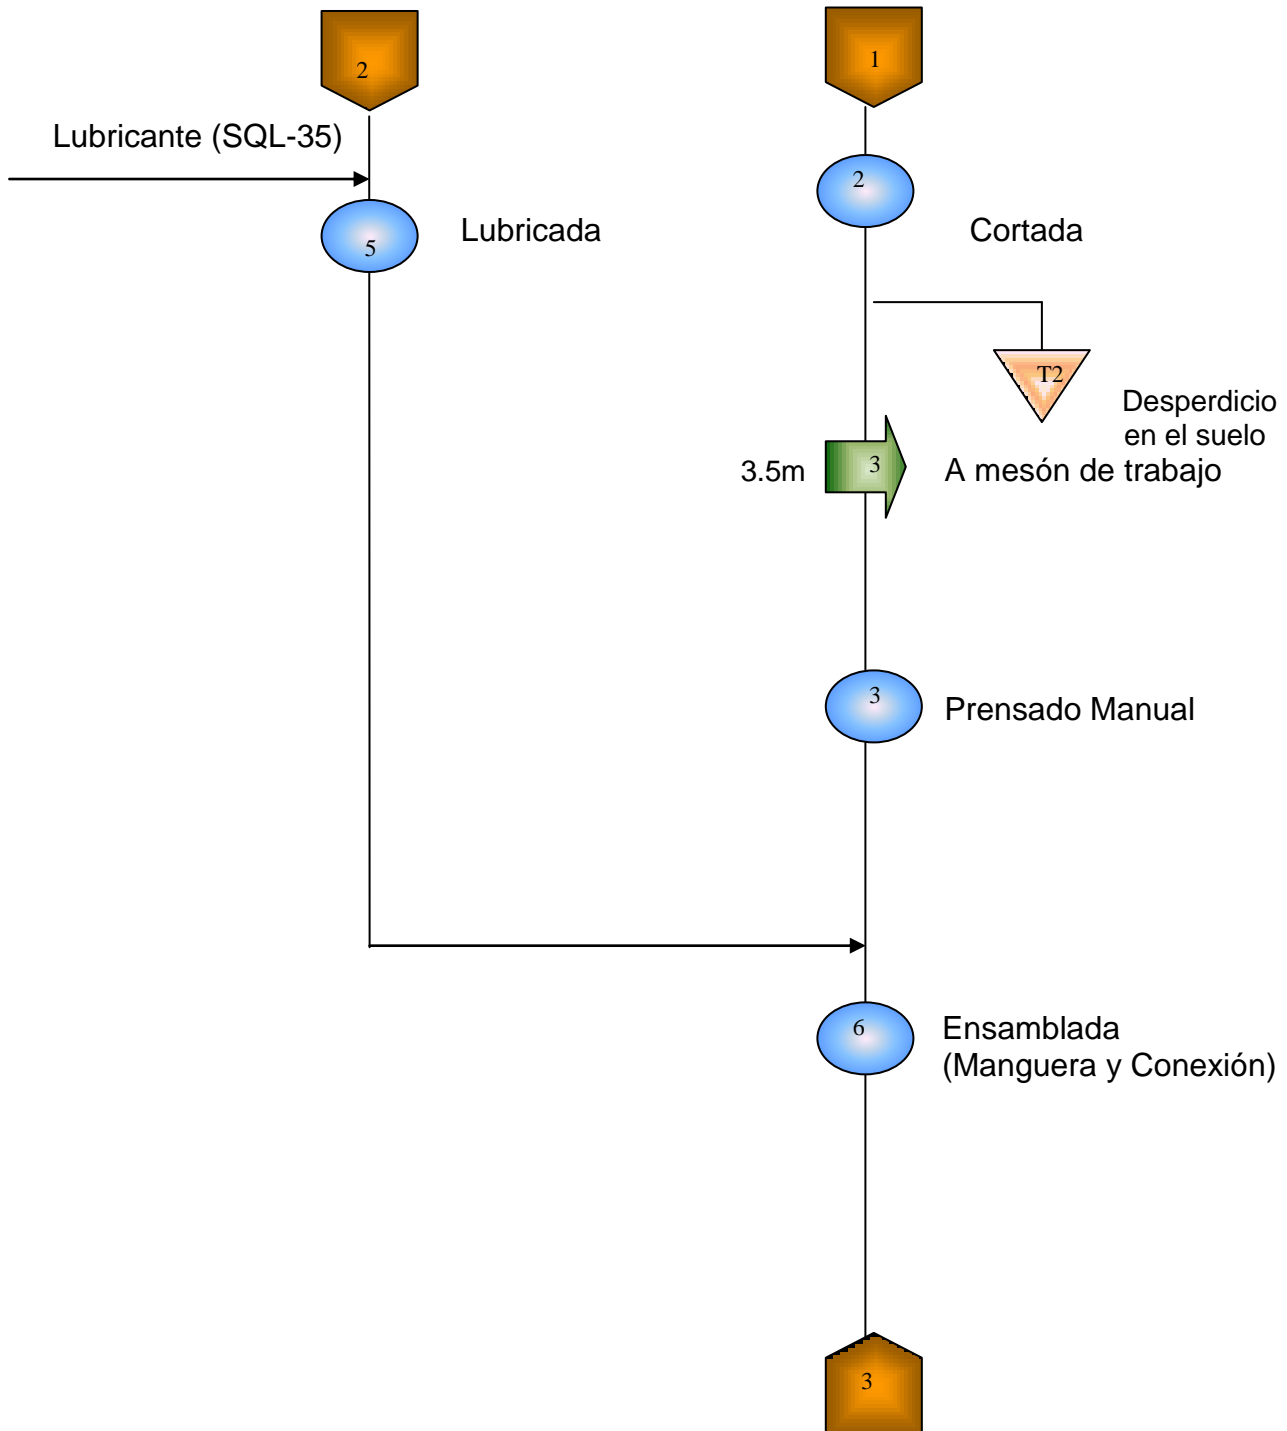 2
1
Lubricante (SQL-35)
2
5
Lubricada
Cortada
T2
Desperdicio
en el suelo
3.5m
3
A mesón de trabajo
3
Prensado Manual
6
Ensamblada
(Manguera y Conexión)
3